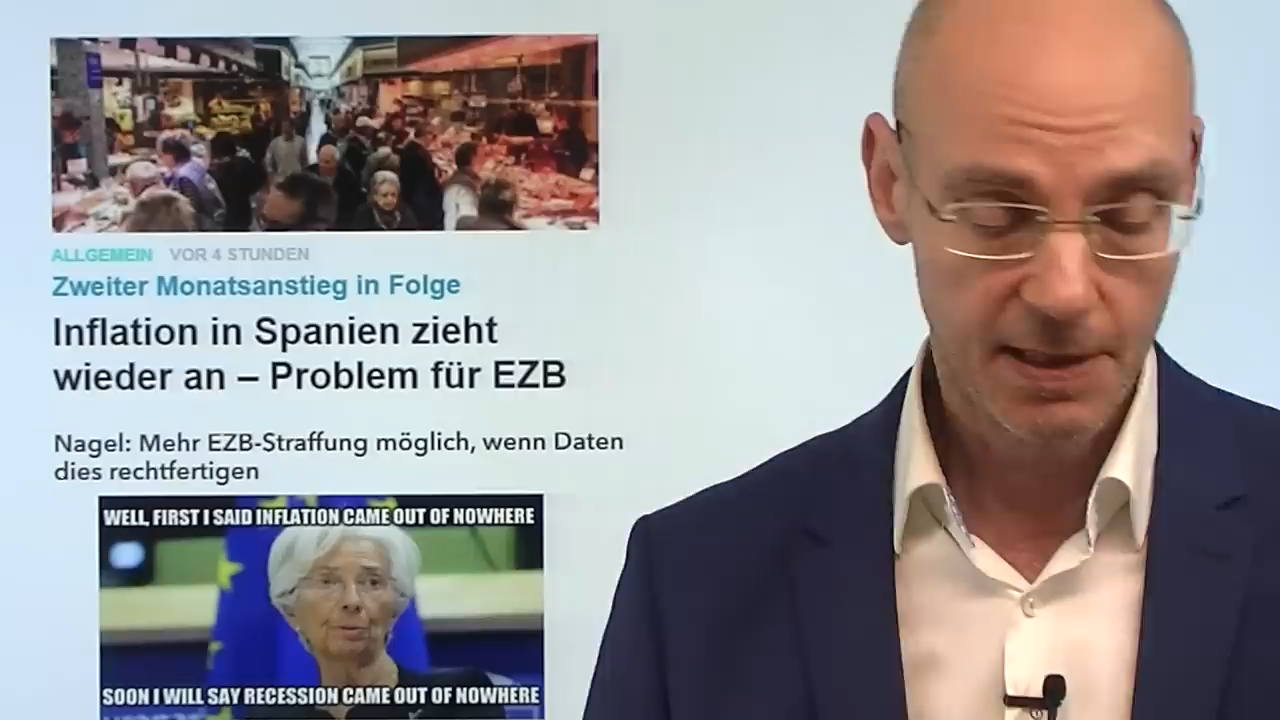 ALLGEMEIN VOR 4 STUNDEN
Zweiter Monatsanstieg in Folge
Inflation in Spanien zieht
wieder an – Problem für EZB
Nagel: Mehr EZB-Straffung möglich, wenn Daten
dies rechtfertigen
WELL, FIRST I SAID INFLATION CAME OUT OF NOWHERE
SOON I WILL SAY RECESSION CAME OUT OF NOWHERE